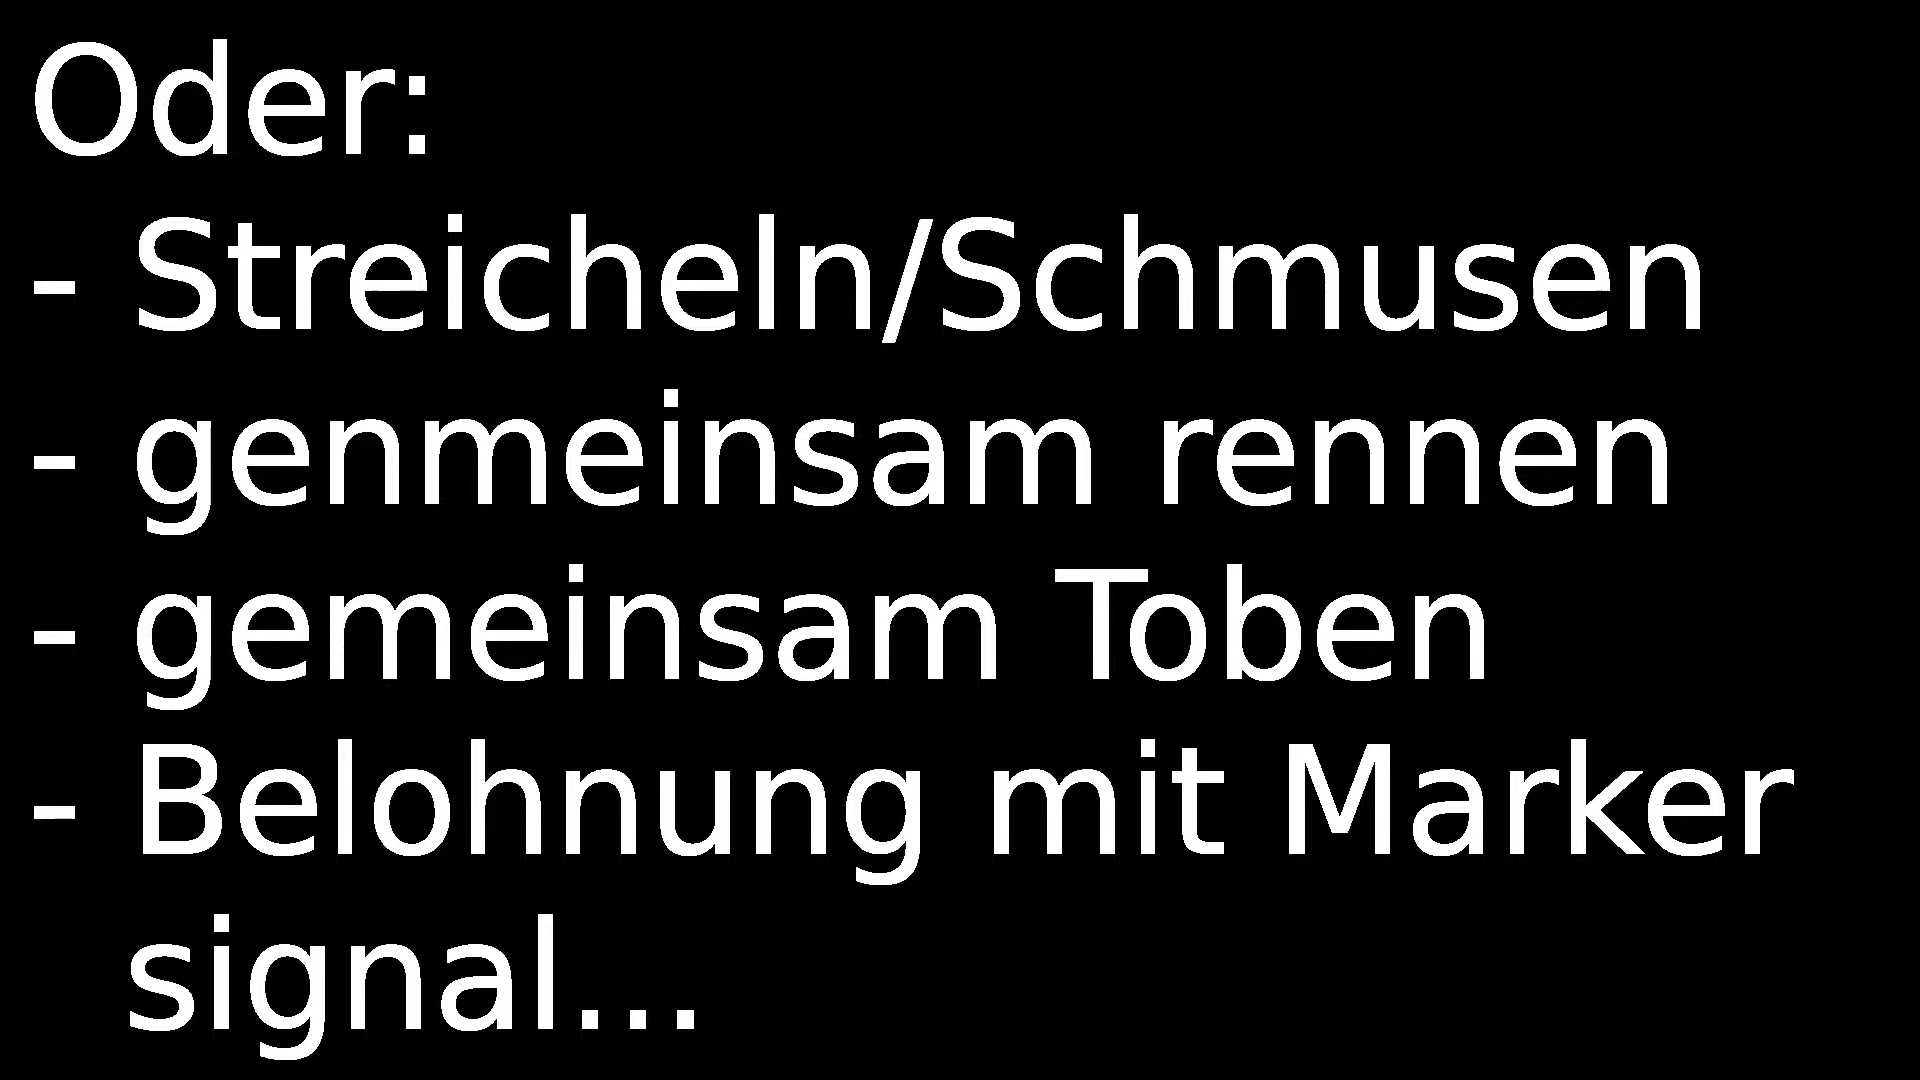 Oder:
- Streicheln/Schmusen
- genmeinsam rennen
- gemeinsam Toben
- Belohnung mit Marker
signal...